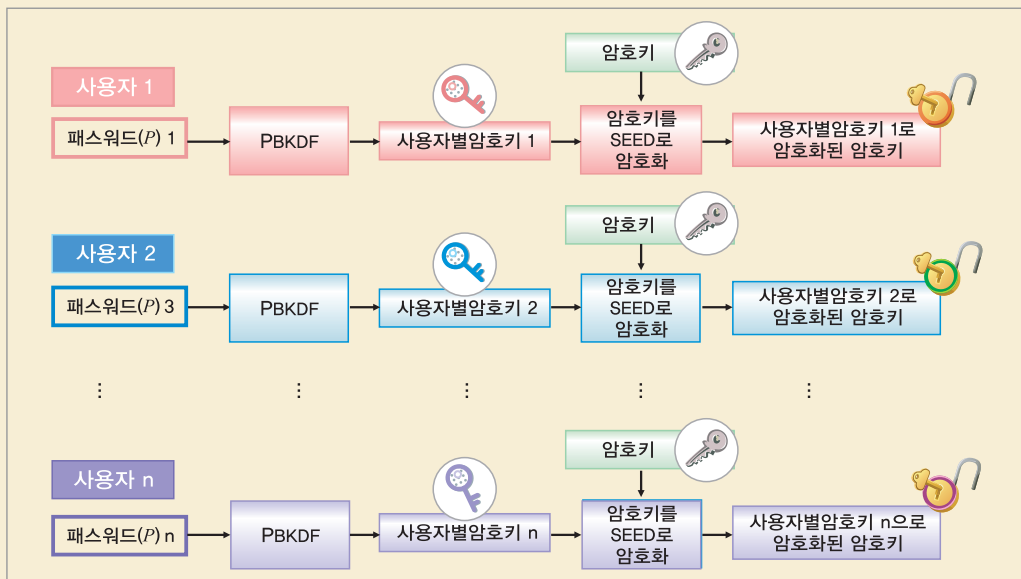 암호키
사용자 1
패스워드(P) 1
PBKDF
사용자별암호키 1
암호키를
SEED로
암호화
사용자별암호키 1로
암호화된 암호키
암호키
사용자 2
패스워드(P) 3
PBKDF
사용자별암호키 2
암호키를
SEED로
암호화
사용자별암호키 2로
암호화된 암호키
⋮ ⋮ ⋮ ⋮ ⋮
암호키
사용자 n
패스워드(P) n
PBKDF
사용자별암호키 n
암호키를
SEED로
암호화
사용자별암호키 n으로
암호화된 암호키